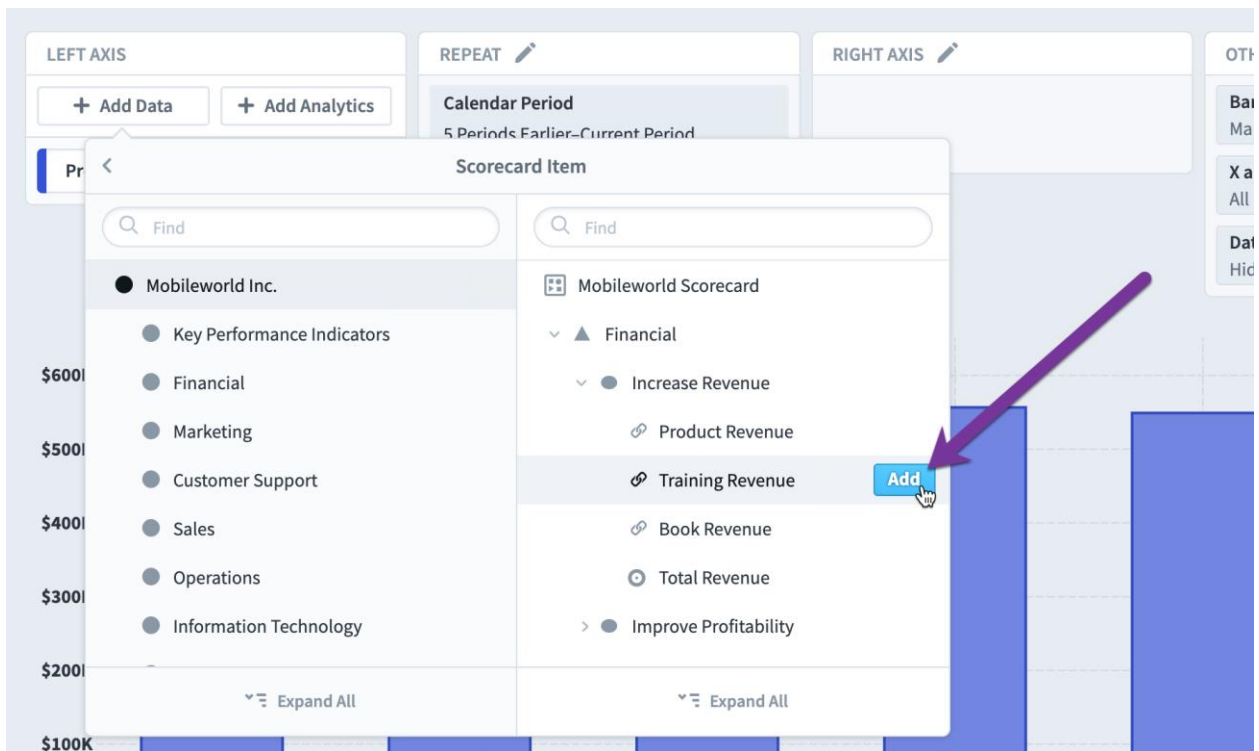 LEFT AXIS
REPEAT
RIGHT AXIS
+ Add Data
+ Add Analytics
Calendar Period
5 Periods Earlier–Current Period
Scorecard Item
Find
Find
Mobileworld Inc.
Key Performance Indicators
Financial
Marketing
Customer Support
Sales
Operations
Information Technology
Expand All
Mobileworld Scorecard
Financial
Increase Revenue
Product Revenue
Training Revenue
Add
Book Revenue
Total Revenue
Improve Profitability
Expand All
X a
All
$100K